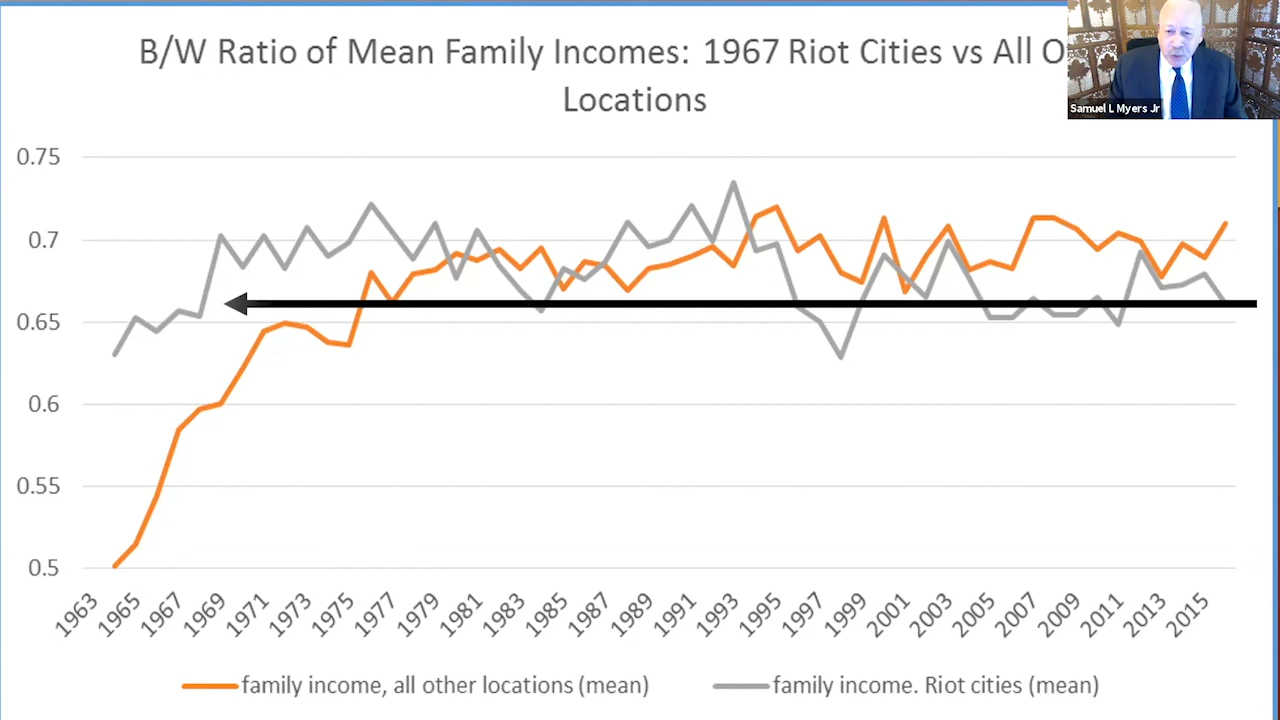 B/W Ratio of Mean Family Incomes: 1967 Riot Cities vs All
Locations
Samuel L Myers Jr
0.75
0.7
0.65
0.6
0.55
0.5
1963 1965 1967 1969 1971 1973 1975 1977 1979 1981 1983 1985 1987 1989 1991 1993 1995 1997 1999 2001 2003 2005 2007 2009 2011 2013 2015
family income, all other locations (mean) family income. Riot cities (mean)